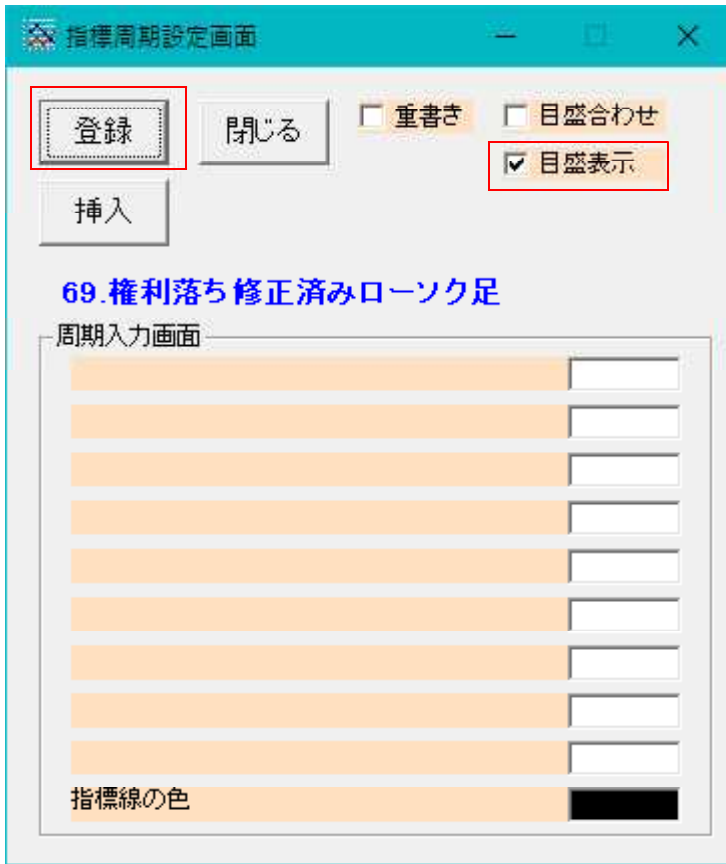 指標周期設定画面
登録 閉じる 重書き 目盛合わせ
目盛表示
挿入
69.権利落ち修正済みローソク足
周期入力画面
指標線の色